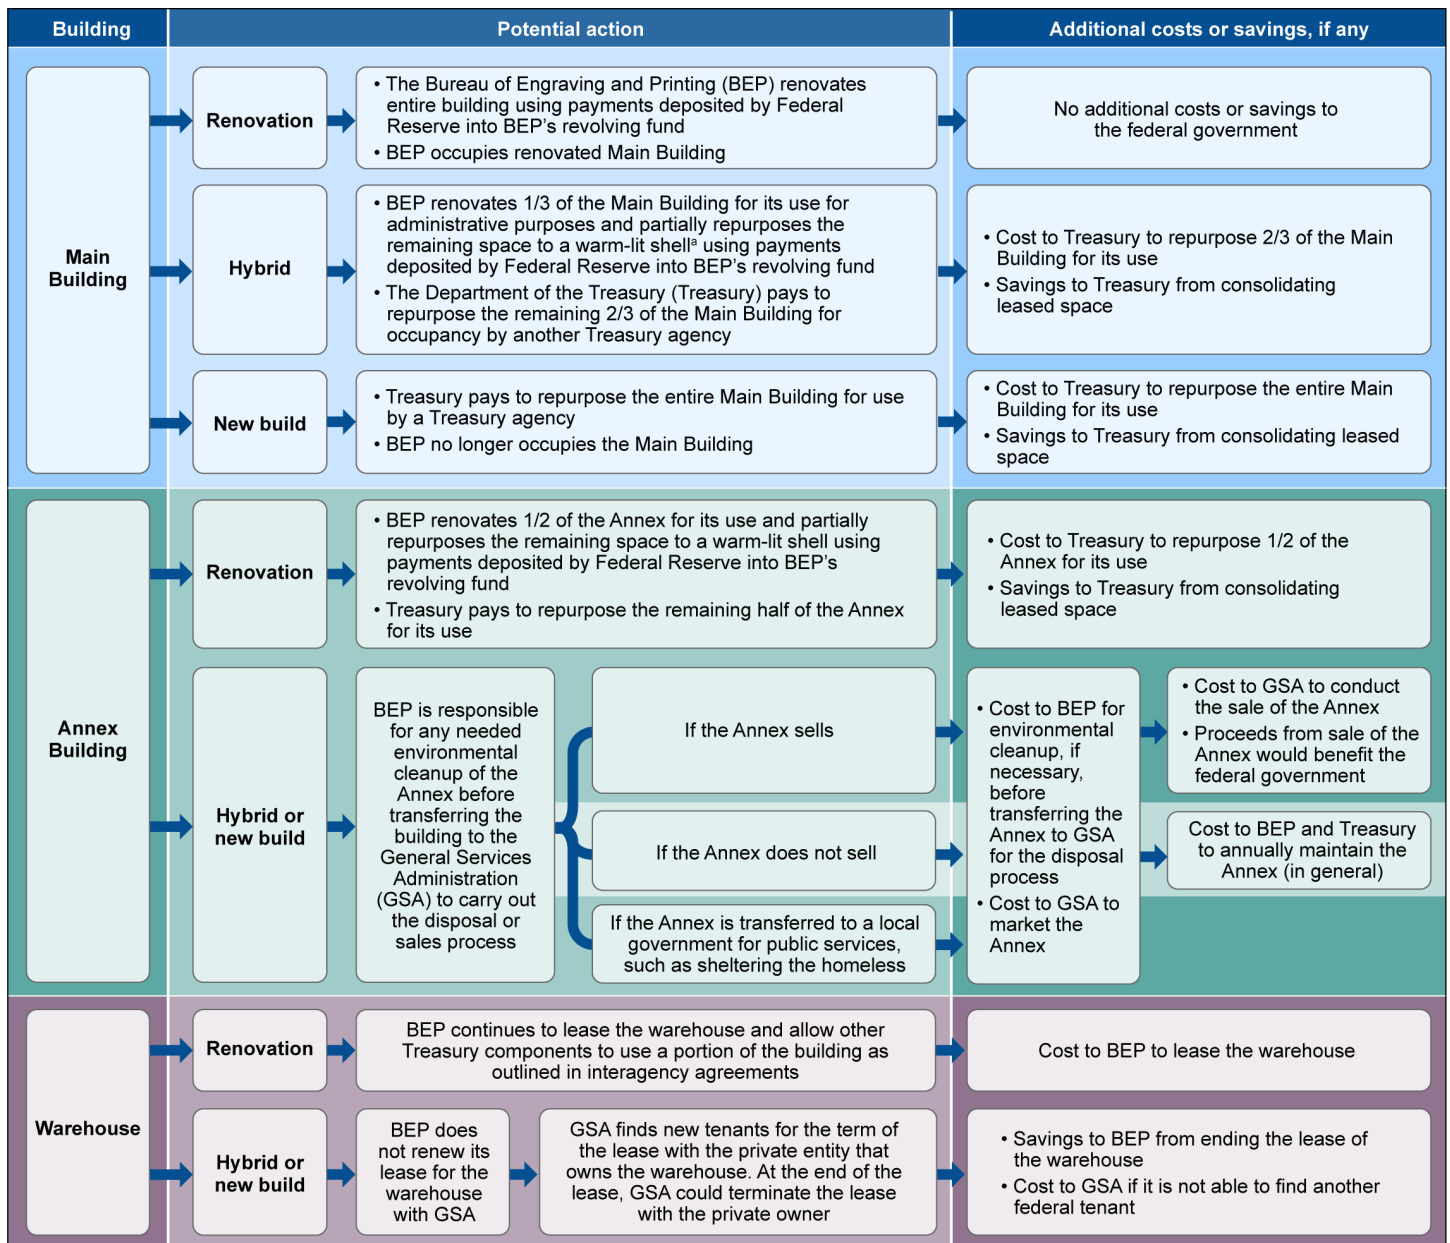 Building
Potential action
Additional costs or savings, if any
Main
Building
Renovation
• The Bureau of Engraving and Printing (BEP) renovates
entire building using payments deposited by Federal
Reserve into BEP’s revolving fund
• BEP occupies renovated Main Building
No additional costs or savings to
the federal government
Hybrid
• BEP renovates 1/3 of the Main Building for its use for
administrative purposes and partially repurposes the
remaining space to a warm-lit shellᵃ using payments
deposited by Federal Reserve into BEP’s revolving fund
• The Department of the Treasury (Treasury) pays to
repurpose the remaining 2/3 of the Main Building for
occupancy by another Treasury agency
• Cost to Treasury to repurpose 2/3 of the Main
Building for its use
• Savings to Treasury from consolidating
leased space
New build
• Treasury pays to repurpose the entire Main Building for use
by a Treasury agency
• BEP no longer occupies the Main Building
• Cost to Treasury to repurpose the entire Main
Building for its use
• Savings to Treasury from consolidating leased
space
Annex
Building
Renovation
• BEP renovates 1/2 of the Annex for its use and partially
repurposes the remaining space to a warm-lit shell using
payments deposited by Federal Reserve into BEP’s
revolving fund
• Treasury pays to repurpose the remaining half of the Annex
for its use
• Cost to Treasury to repurpose 1/2 of the
Annex for its use
• Savings to Treasury from consolidating
leased space
Hybrid or
new build
BEP is responsible
for any needed
environmental
cleanup of the
Annex before
transferring the
building to the
General Services
Administration
(GSA) to carry out
the disposal or
sales process
If the Annex sells
If the Annex does not sell
If the Annex is transferred to a local
government for public services,
such as sheltering the homeless
• Cost to BEP for
environmental
cleanup, if
necessary,
before
transferring the
Annex to GSA
for the disposal
process
• Cost to GSA to
market the
Annex
• Cost to GSA to conduct
the sale of the Annex
• Proceeds from sale of the
Annex would benefit the
federal government
Cost to BEP and Treasury
to annually maintain the
Annex (in general)
Warehouse
Renovation
BEP continues to lease the warehouse and allow other
Treasury components to use a portion of the building as
outlined in interagency agreements
Cost to BEP to lease the warehouse
Hybrid or
new build
BEP does
not renew its
lease for the
warehouse
with GSA
GSA finds new tenants for the term of
the lease with the private entity that
owns the warehouse. At the end of the
lease, GSA could terminate the lease
with the private owner
• Savings to BEP from ending the lease of
the warehouse
• Cost to GSA if it is not able to find another
federal tenant